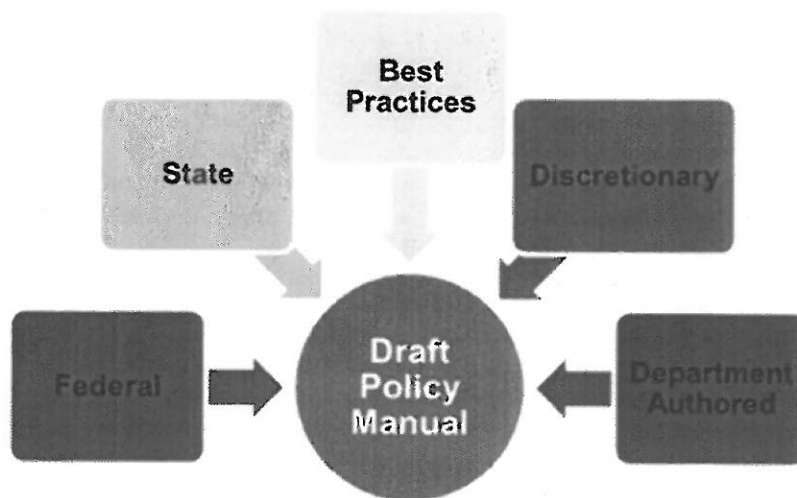 Best
Practices
State
Discretionary
Federal
Draft
Policy
Manual
Department
Authored